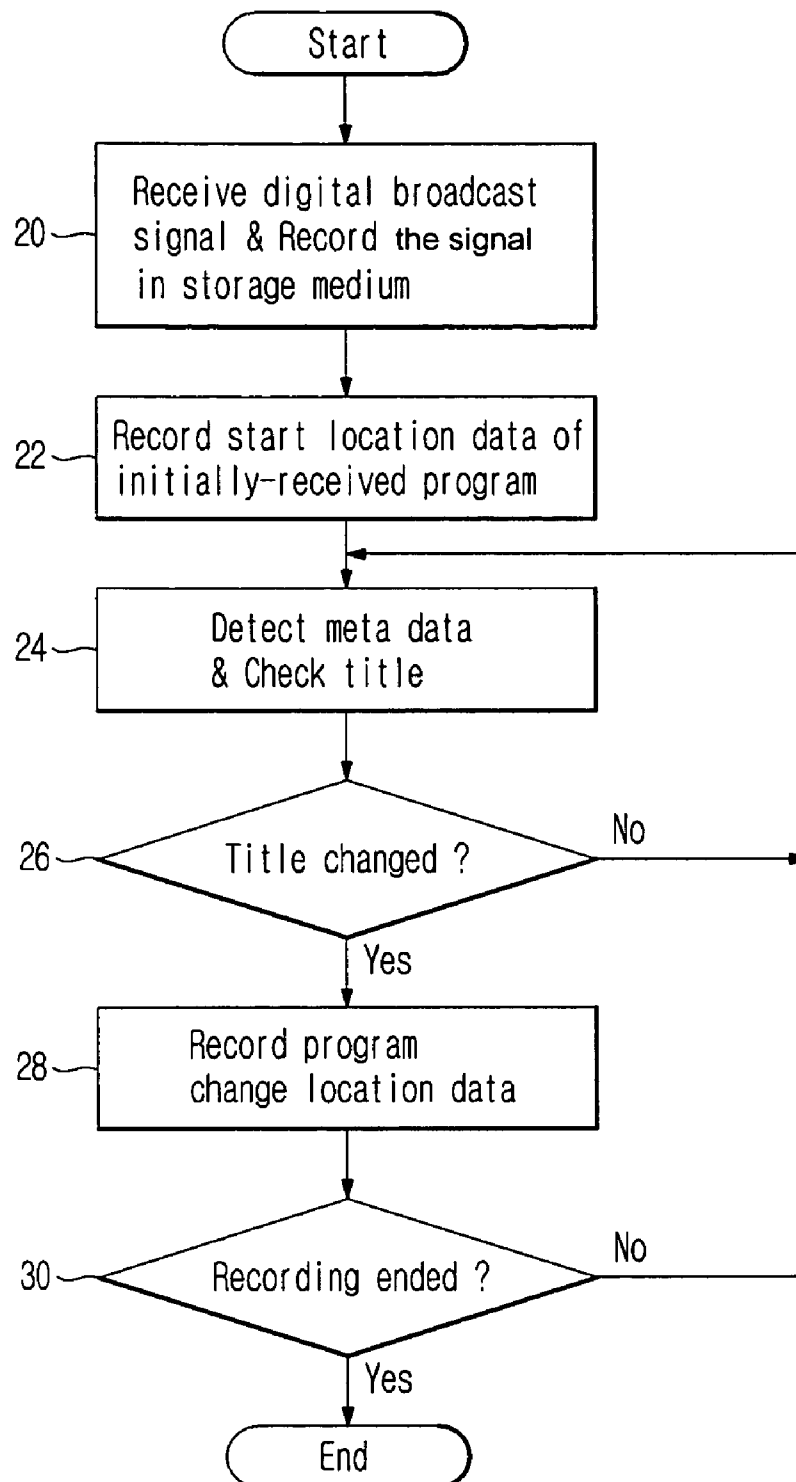 Start
20
Receive digital broadcast
signal & Record the signal
in storage medium
22
Record start location data of
initially-received program
24
Detect meta data
& Check title
26
Title changed ?
No
Yes
28
Record program
change location data
30
Recording ended ?
No
Yes
End